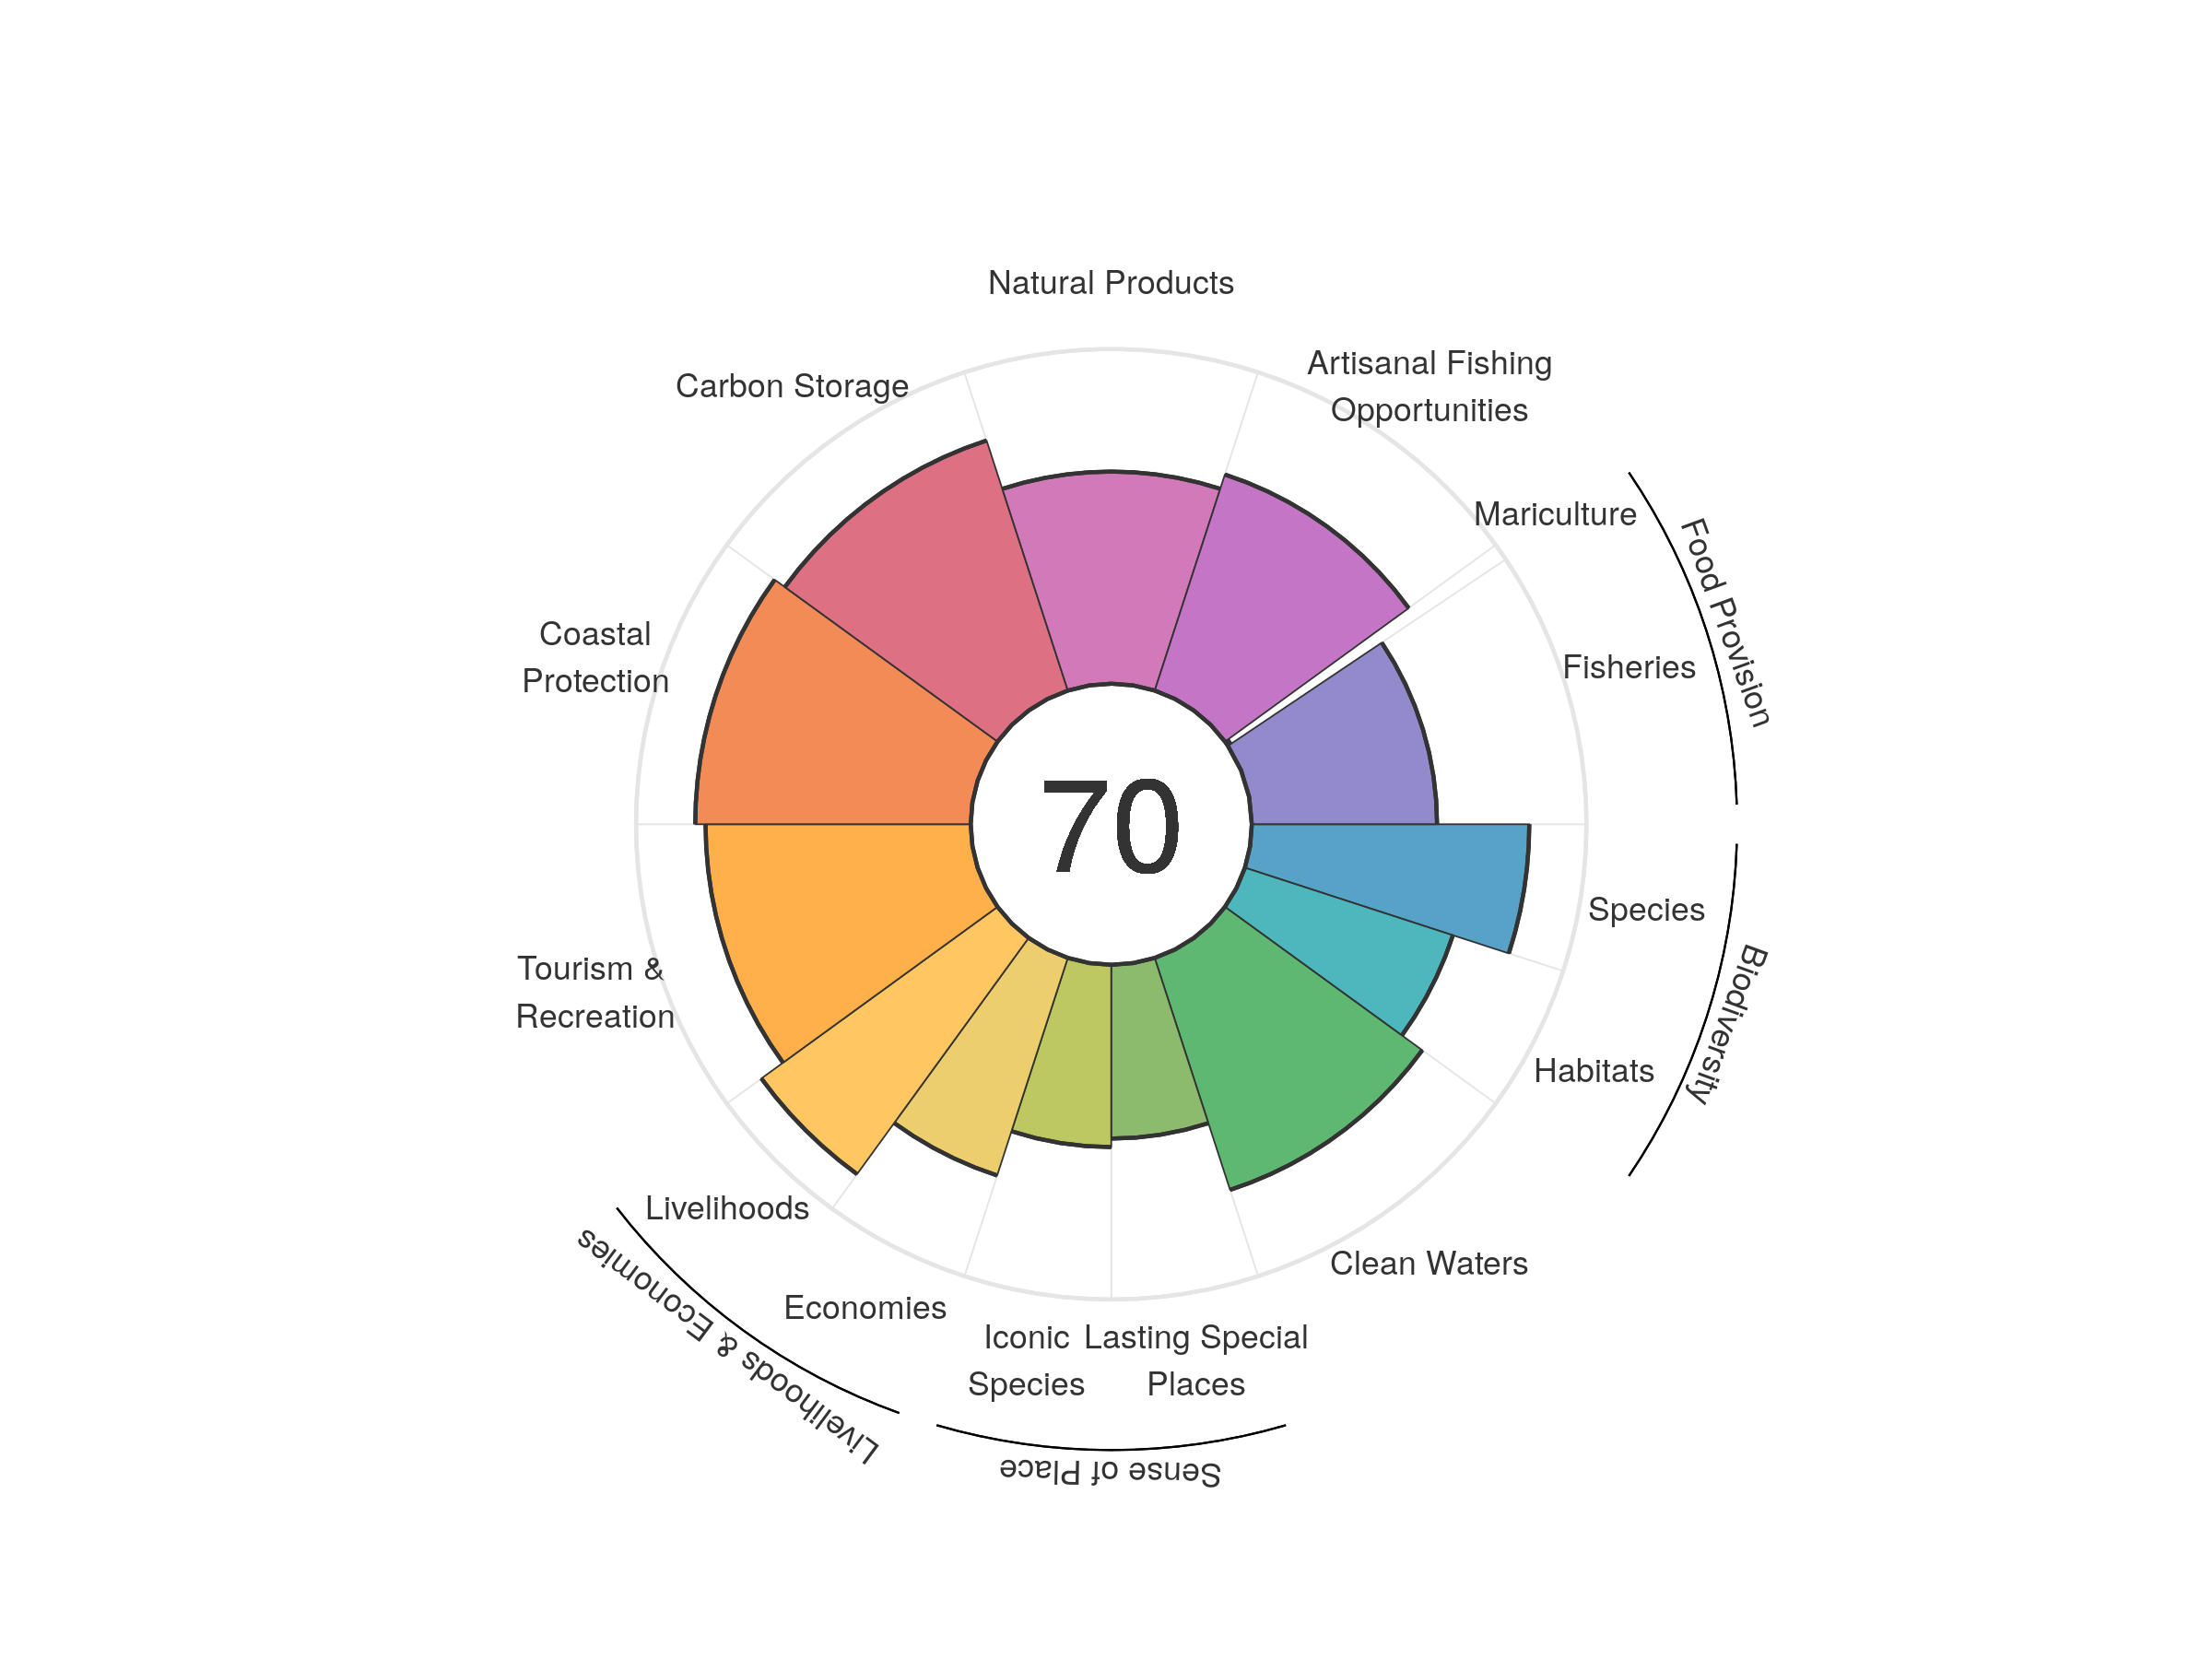 Natural Products
Carbon Storage
Artisanal Fishing
Opportunities
Mariculture
Food Provision
Fisheries
Coastal
Protection
70
Species
Biodiversity
Tourism &
Recreation
Habitats
Livelihoods
Livelihoods & Economies
Clean Waters
Economies
Iconic
Species
Lasting Special
Places
Sense of Place